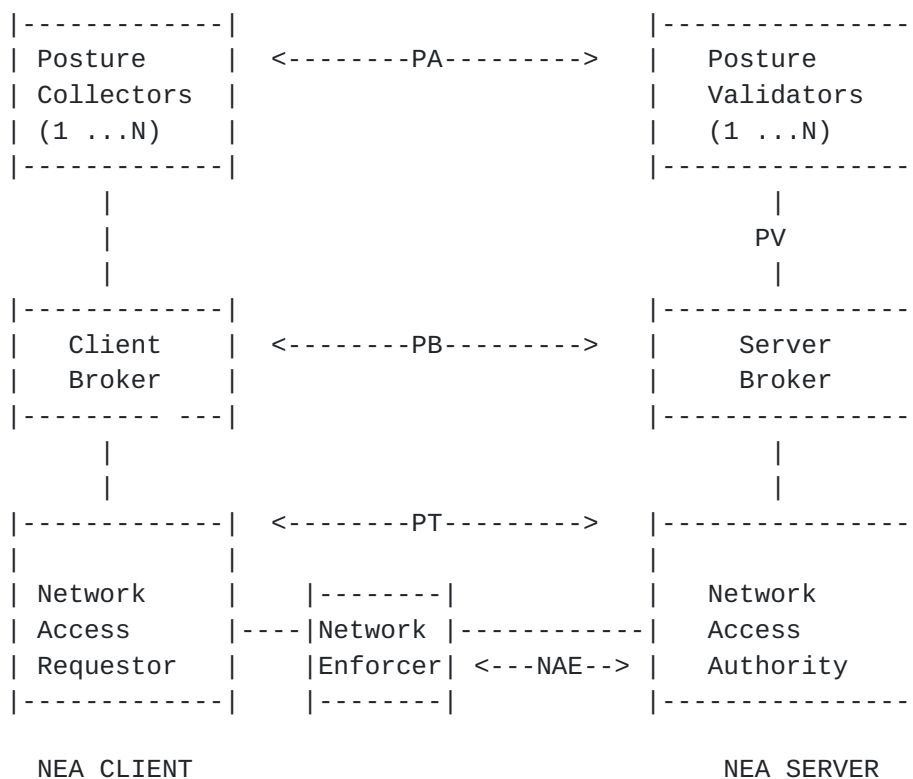 |-------------|                           |----------------
| Posture     |  <--------PA--------->    |   Posture
| Collectors  |                           |   Validators
| (1 ...N)    |                           |   (1 ...N)
|-------------|                           |----------------
      |                                           |
      |                                          PV
      |                                           |
|-------------|                           |----------------
|   Client    |  <--------PB--------->    |     Server
|   Broker    |                           |     Broker
|--------- ---|                           |----------------
      |                                           |
      |                                           |
|-------------|  <--------PT--------->    |----------------
|             |                           |
| Network     |    |--------|             |   Network
| Access      |----|Network |------------|   Access
| Requestor   |    |Enforcer| <---NAE--> |   Authority
|-------------|    |--------|             |----------------
  NEA CLIENT                                   NEA SERVER